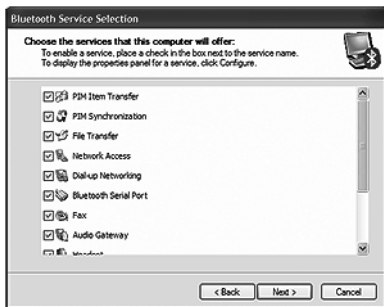 Bluetooth Service Selection
Choose the services that this computer will offer:
To enable a service, place a check in the box next to the service name.
To display the properties panel for a service, click Configure.
PIM Item Transfer
PIM Synchronization
File Transfer
Network Access
Dial-up Networking
Bluetooth Serial Port
Fax
Audio Gateway
Headset
< Back
Next >
Cancel